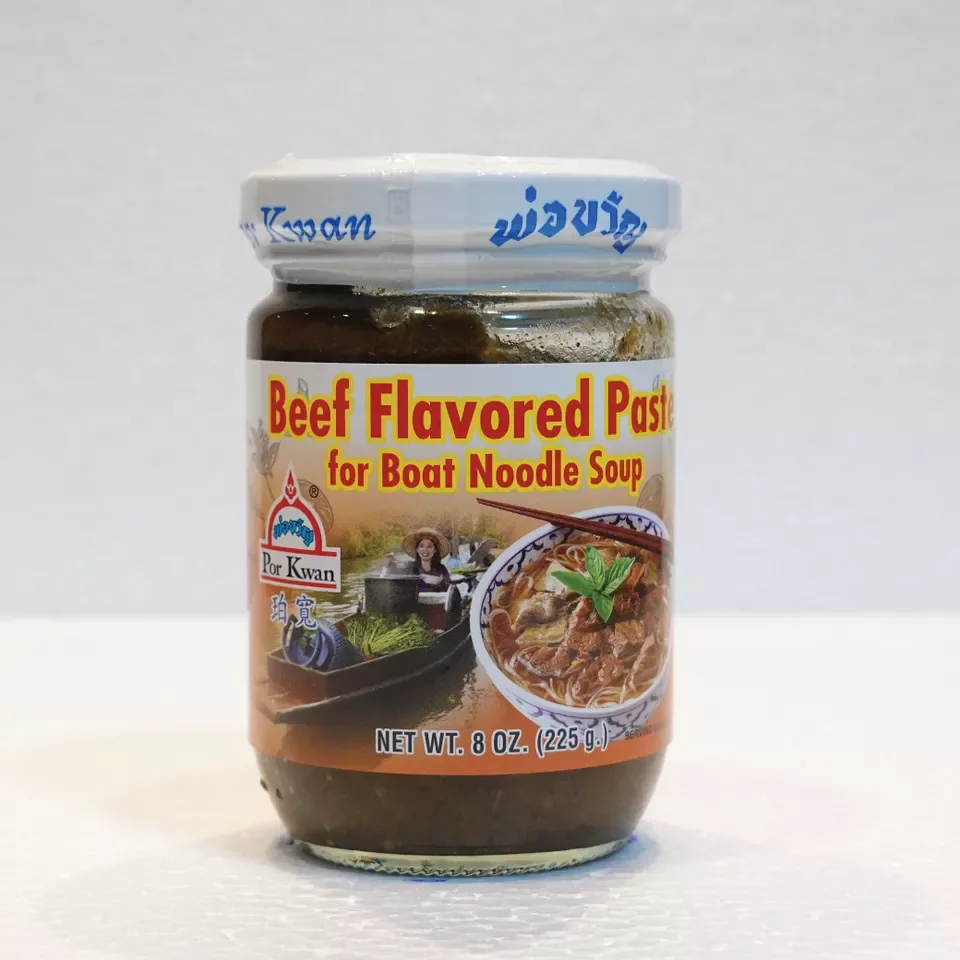 Kwan
พ่อขวัญ
Beef Flavored Paste
for Boat Noodle Soup
®
พ่อขวัญ
Por Kwan
珀寬
NET WT. 8 OZ. (225 g.)
SERVING